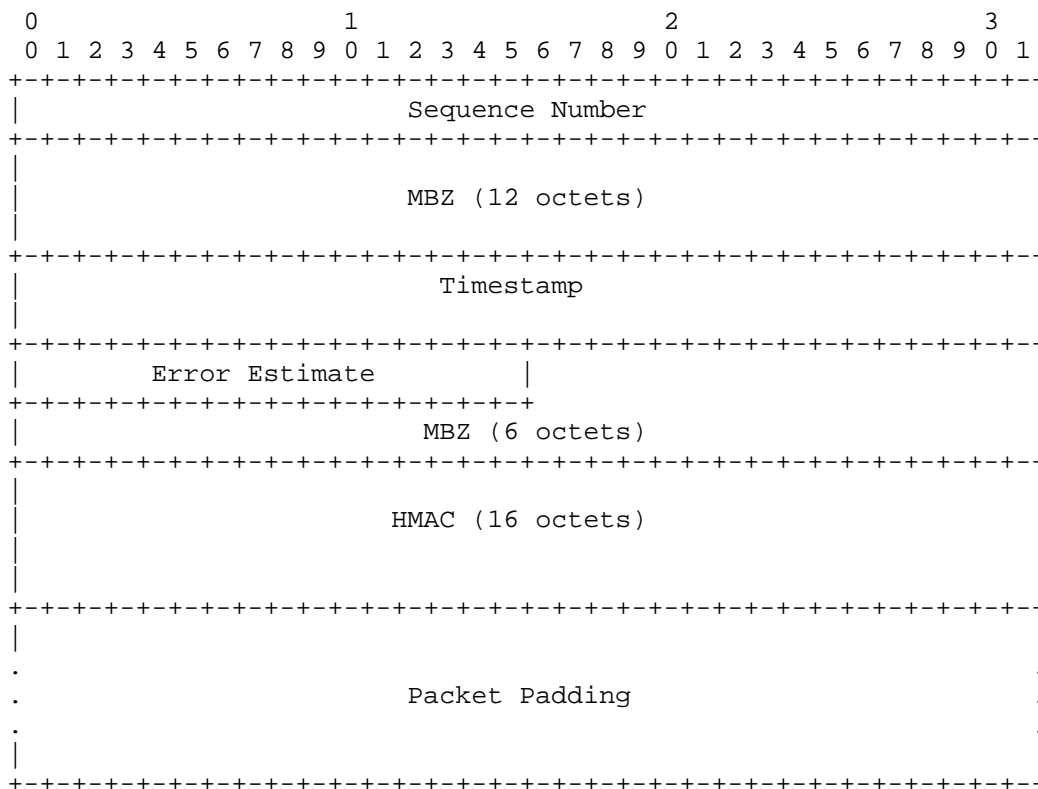 0                   1                   2                   3
 0 1 2 3 4 5 6 7 8 9 0 1 2 3 4 5 6 7 8 9 0 1 2 3 4 5 6 7 8 9 0 1
+-+-+-+-+-+-+-+-+-+-+-+-+-+-+-+-+-+-+-+-+-+-+-+-+-+-+-+-+-+-+-+-
|                        Sequence Number
+-+-+-+-+-+-+-+-+-+-+-+-+-+-+-+-+-+-+-+-+-+-+-+-+-+-+-+-+-+-+-+-
|
|                        MBZ (12 octets)
|
+-+-+-+-+-+-+-+-+-+-+-+-+-+-+-+-+-+-+-+-+-+-+-+-+-+-+-+-+-+-+-+-
|                          Timestamp
|
+-+-+-+-+-+-+-+-+-+-+-+-+-+-+-+-+-+-+-+-+-+-+-+-+-+-+-+-+-+-+-+-
|        Error Estimate         |
+-+-+-+-+-+-+-+-+-+-+-+-+-+-+-+-+
|                         MBZ (6 octets)
+-+-+-+-+-+-+-+-+-+-+-+-+-+-+-+-+-+-+-+-+-+-+-+-+-+-+-+-+-+-+-+-
|
|                       HMAC (16 octets)
|
|
+-+-+-+-+-+-+-+-+-+-+-+-+-+-+-+-+-+-+-+-+-+-+-+-+-+-+-+-+-+-+-+-
|
.                                                               .
.                        Packet Padding                         .
.                                                               .
|
+-+-+-+-+-+-+-+-+-+-+-+-+-+-+-+-+-+-+-+-+-+-+-+-+-+-+-+-+-+-+-+-